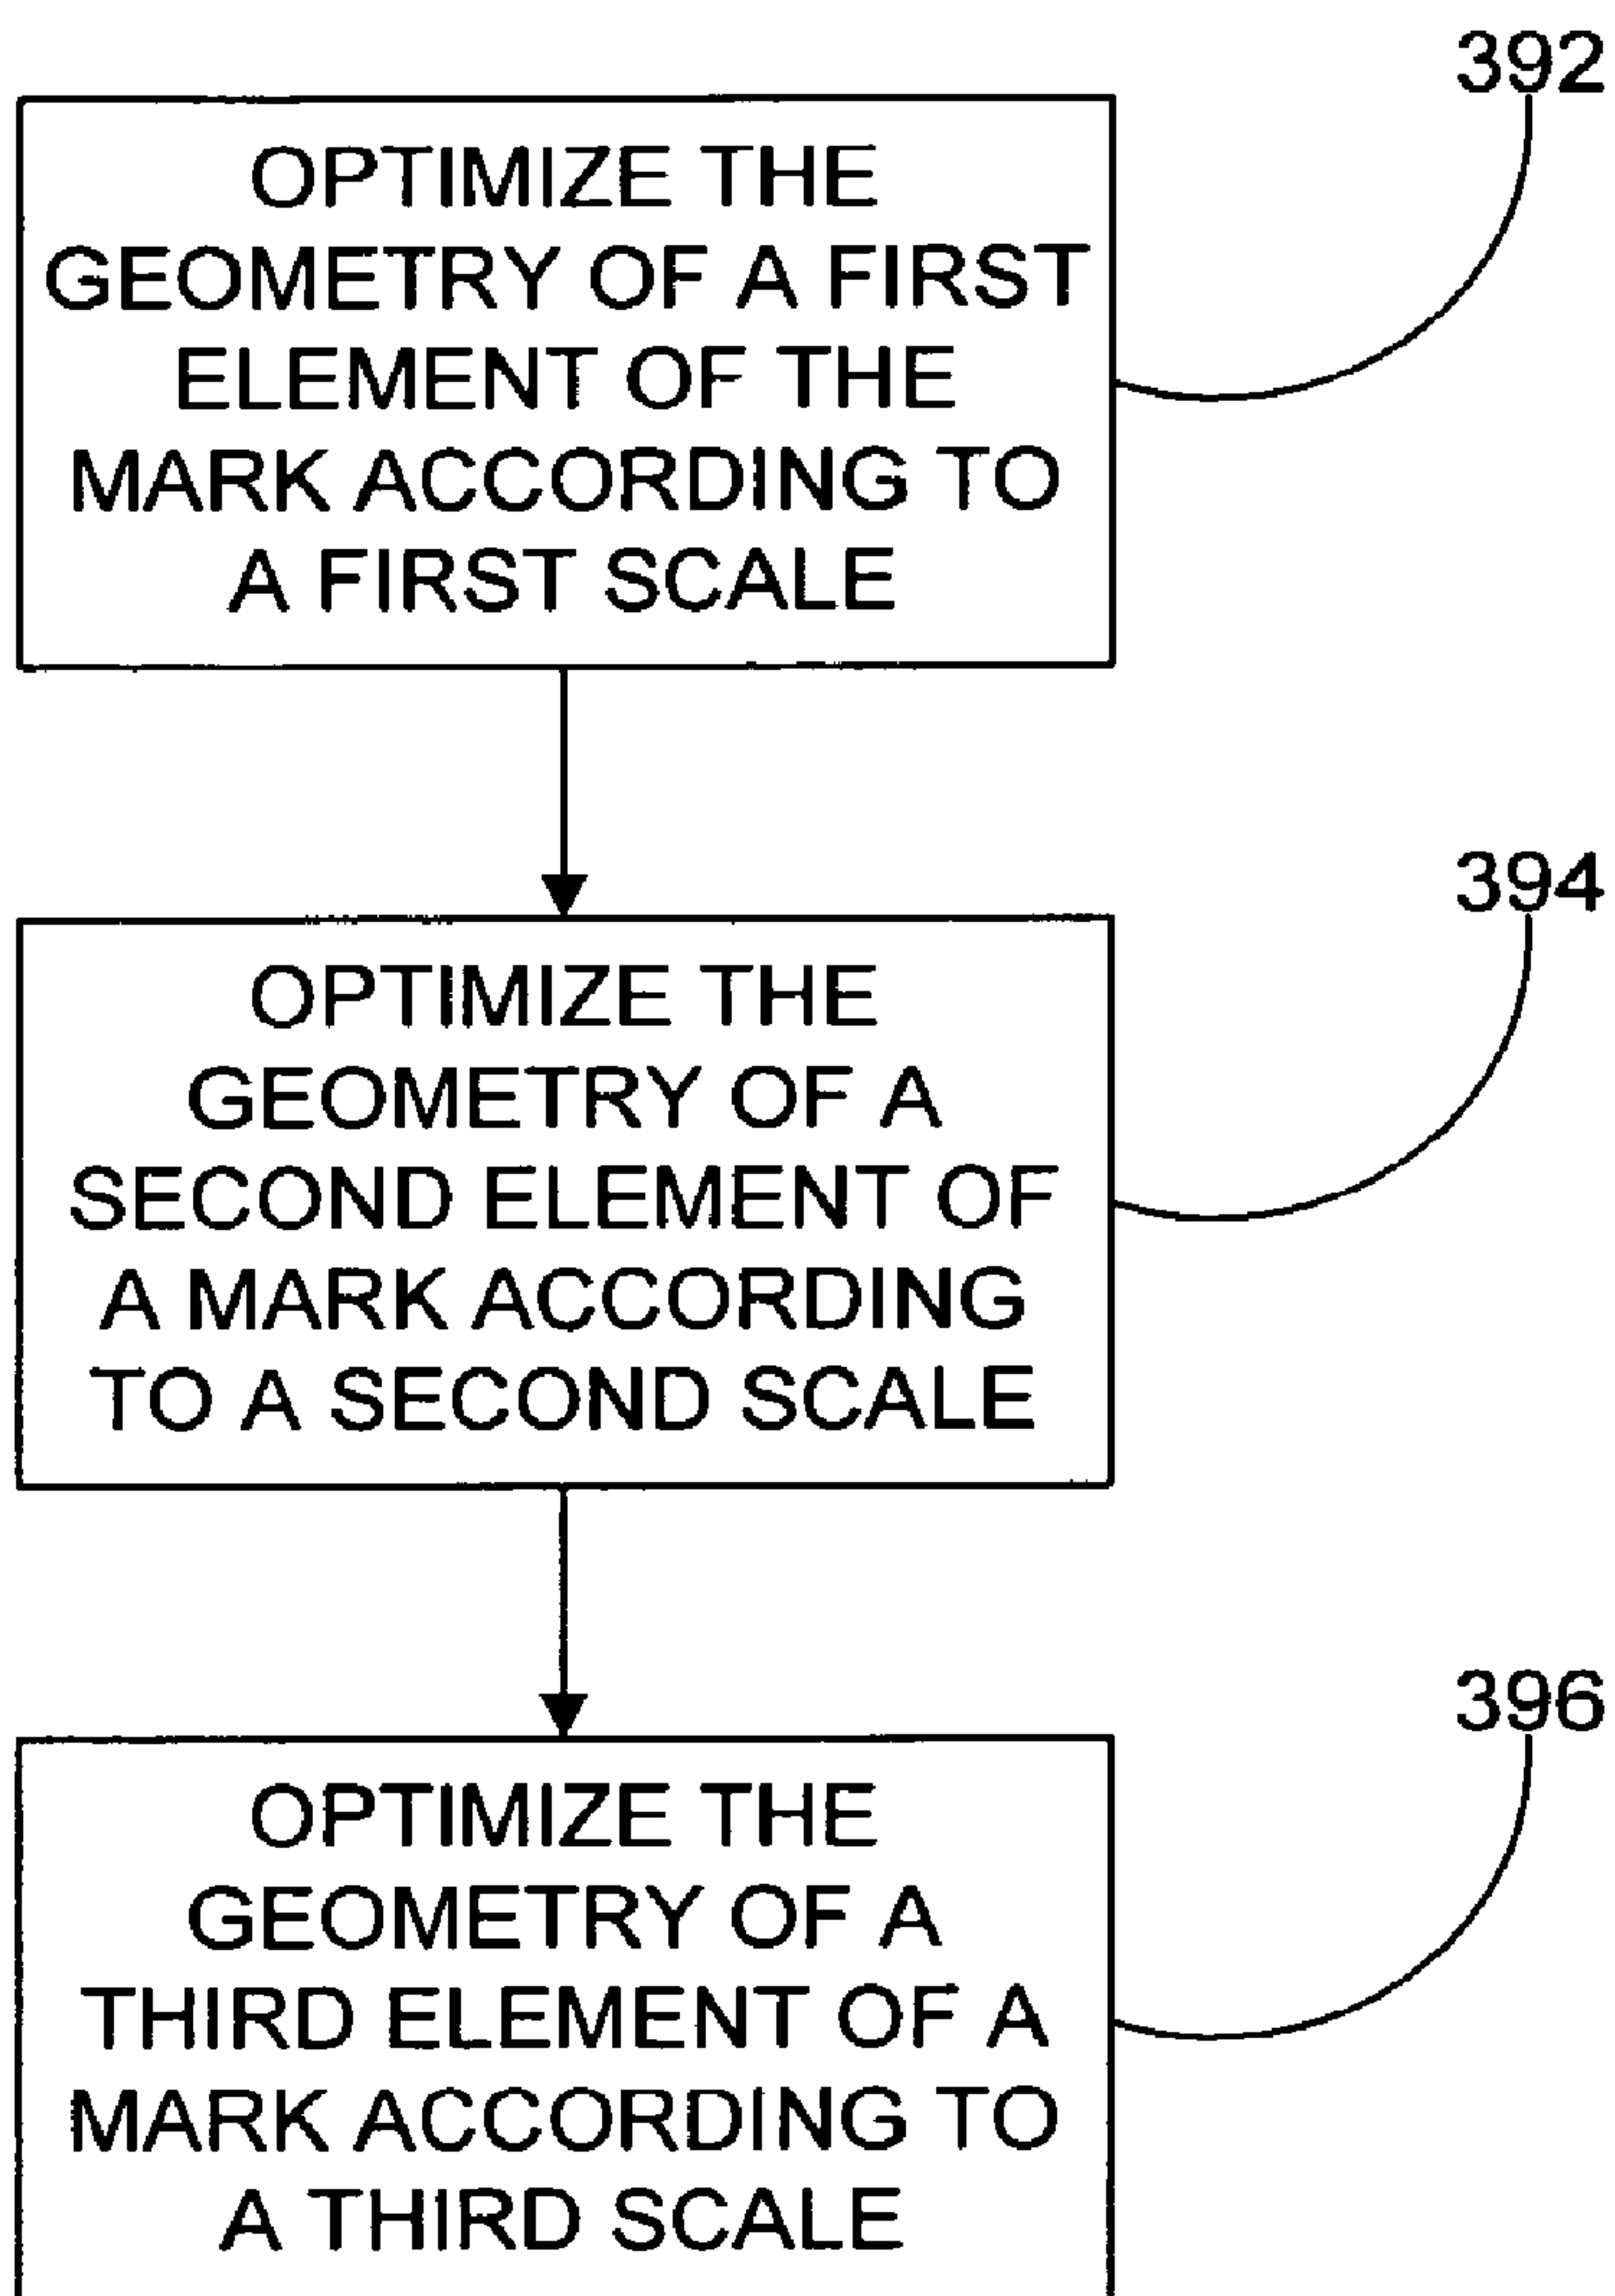 392
OPTIMIZE THE
GEOMETRY OF A FIRST
ELEMENT OF THE
MARK ACCORDING TO
A FIRST SCALE
394
OPTIMIZE THE
GEOMETRY OF A
SECOND ELEMENT OF
A MARK ACCORDING
TO A SECOND SCALE
396
OPTIMIZE THE
GEOMETRY OF A
THIRD ELEMENT OF A
MARK ACCORDING TO
A THIRD SCALE